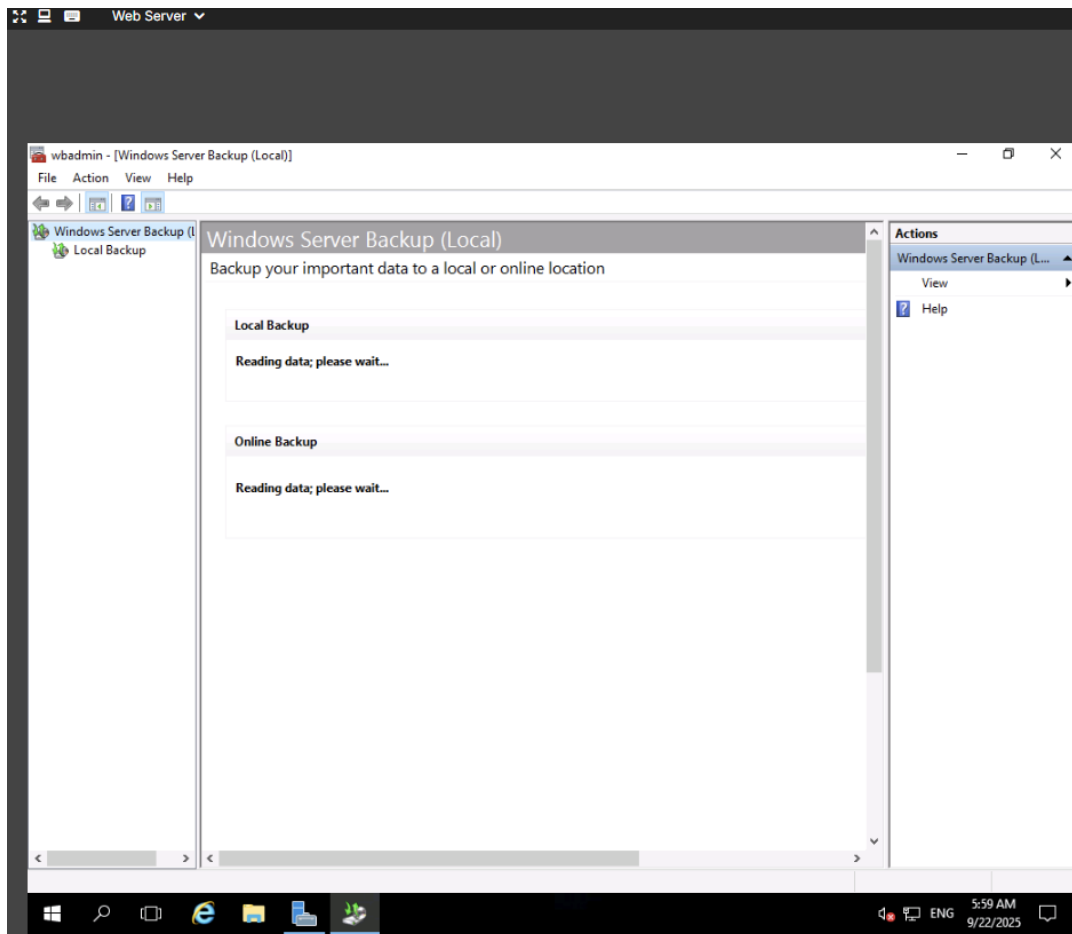 Web Server
wbadmin - [Windows Server Backup (Local)]
File Action View Help
Windows Server Backup (L
Local Backup
Windows Server Backup (Local)
Backup your important data to a local or online location
Local Backup
Reading data; please wait...
Online Backup
Reading data; please wait...
Actions
Windows Server Backup (L...
View
Help
ENG
5:59 AM
9/22/2025